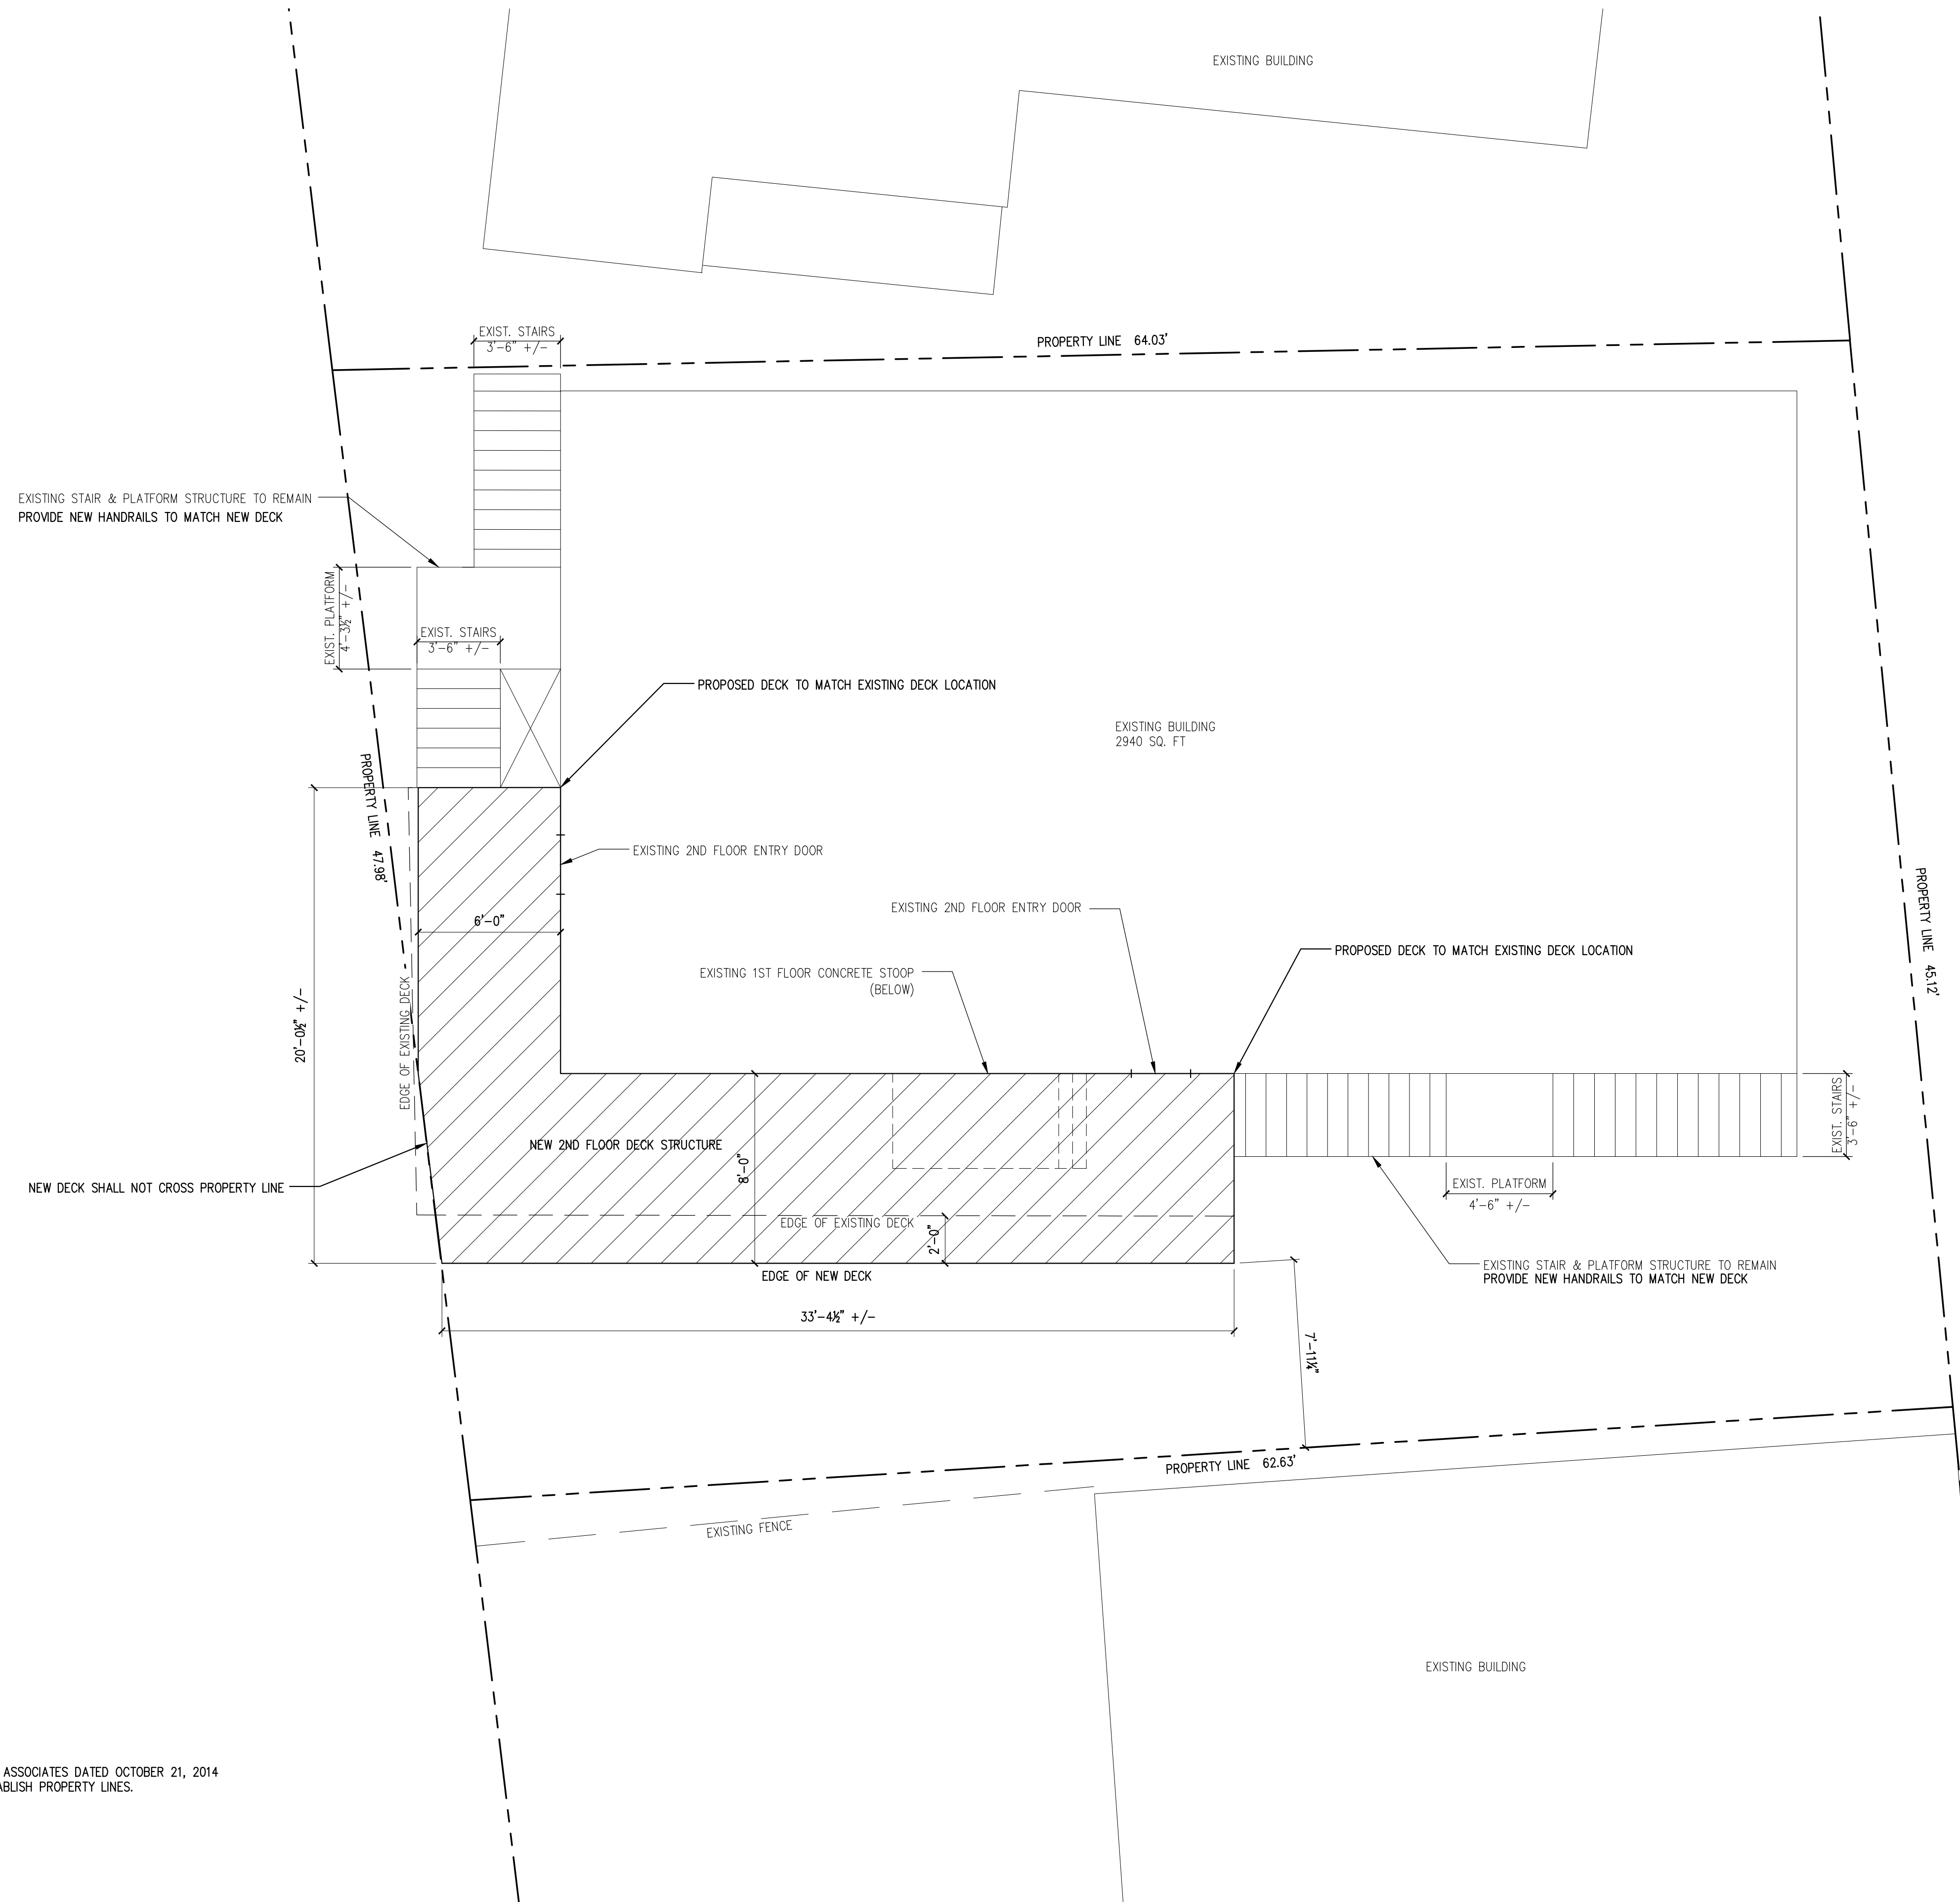 EXISTING BUILDING
EXIST. STAIRS
3'-6" +/-
PROPERTY LINE 64.03'
EXISTING STAIR & PLATFORM STRUCTURE TO REMAIN
PROVIDE NEW HANDRAILS TO MATCH NEW DECK
EXIST. PLATFORM
4'-3½" +/-
EXIST. STAIRS
3'-6" +/-
PROPOSED DECK TO MATCH EXISTING DECK LOCATION
EXISTING BUILDING
2940 SQ. FT
PROPERTY LINE 47.98'
EXISTING 2ND FLOOR ENTRY DOOR
PROPERTY LINE 45.12'
6'-0"
EXISTING 2ND FLOOR ENTRY DOOR
PROPOSED DECK TO MATCH EXISTING DECK LOCATION
EXISTING 1ST FLOOR CONCRETE STOOP
(BELOW)
20'-0½" +/-
EDGE OF EXISTING DECK
EXIST. STAIRS
3'-6" +/-
NEW 2ND FLOOR DECK STRUCTURE
8'-0"
NEW DECK SHALL NOT CROSS PROPERTY LINE
EXIST. PLATFORM
4'-6" +/-
EDGE OF EXISTING DECK
2'-0"
EXISTING STAIR & PLATFORM STRUCTURE TO REMAIN
PROVIDE NEW HANDRAILS TO MATCH NEW DECK
EDGE OF NEW DECK
33'-4½" +/-
7'-11¼"
PROPERTY LINE 62.63'
EXISTING FENCE
EXISTING BUILDING
ASSOCIATES DATED OCTOBER 21, 2014
ABLISH PROPERTY LINES.